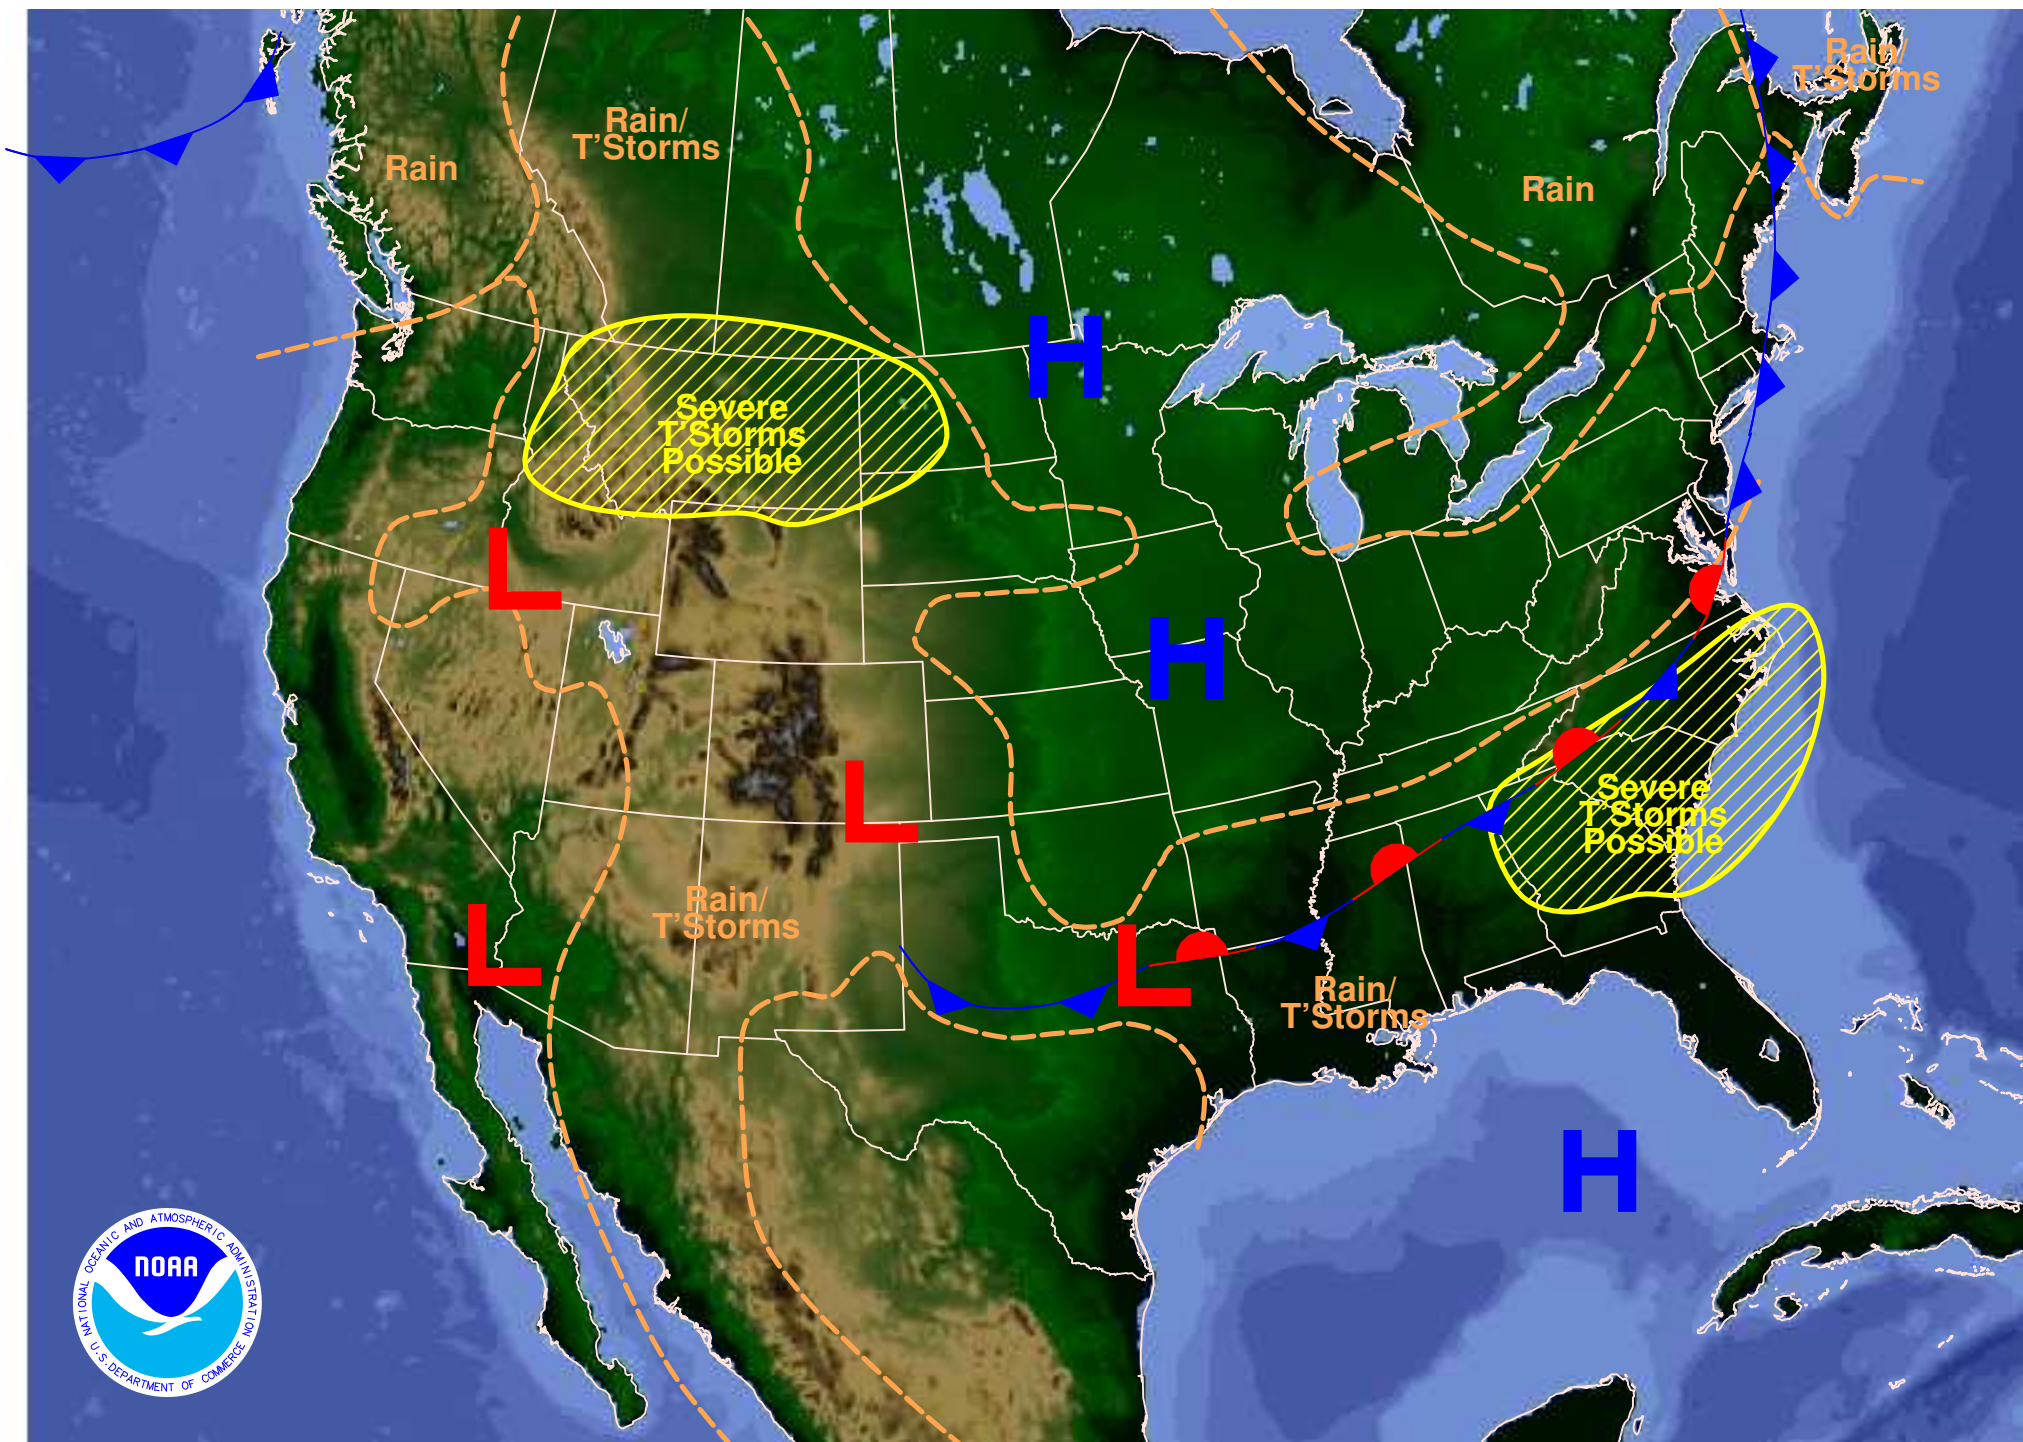 Rain/
T'Storms
Rain/
T'Storms
Rain
Rain
H
Severe
T'Storms
Possible
L
H
L
Severe
T'Storms
Possible
Rain/
T'Storms
L
L
Rain/
T'Storms
H
NATIONAL OCEANIC AND ATMOSPHERIC ADMINISTRATION
NOAA
U.S. DEPARTMENT OF COMMERCE